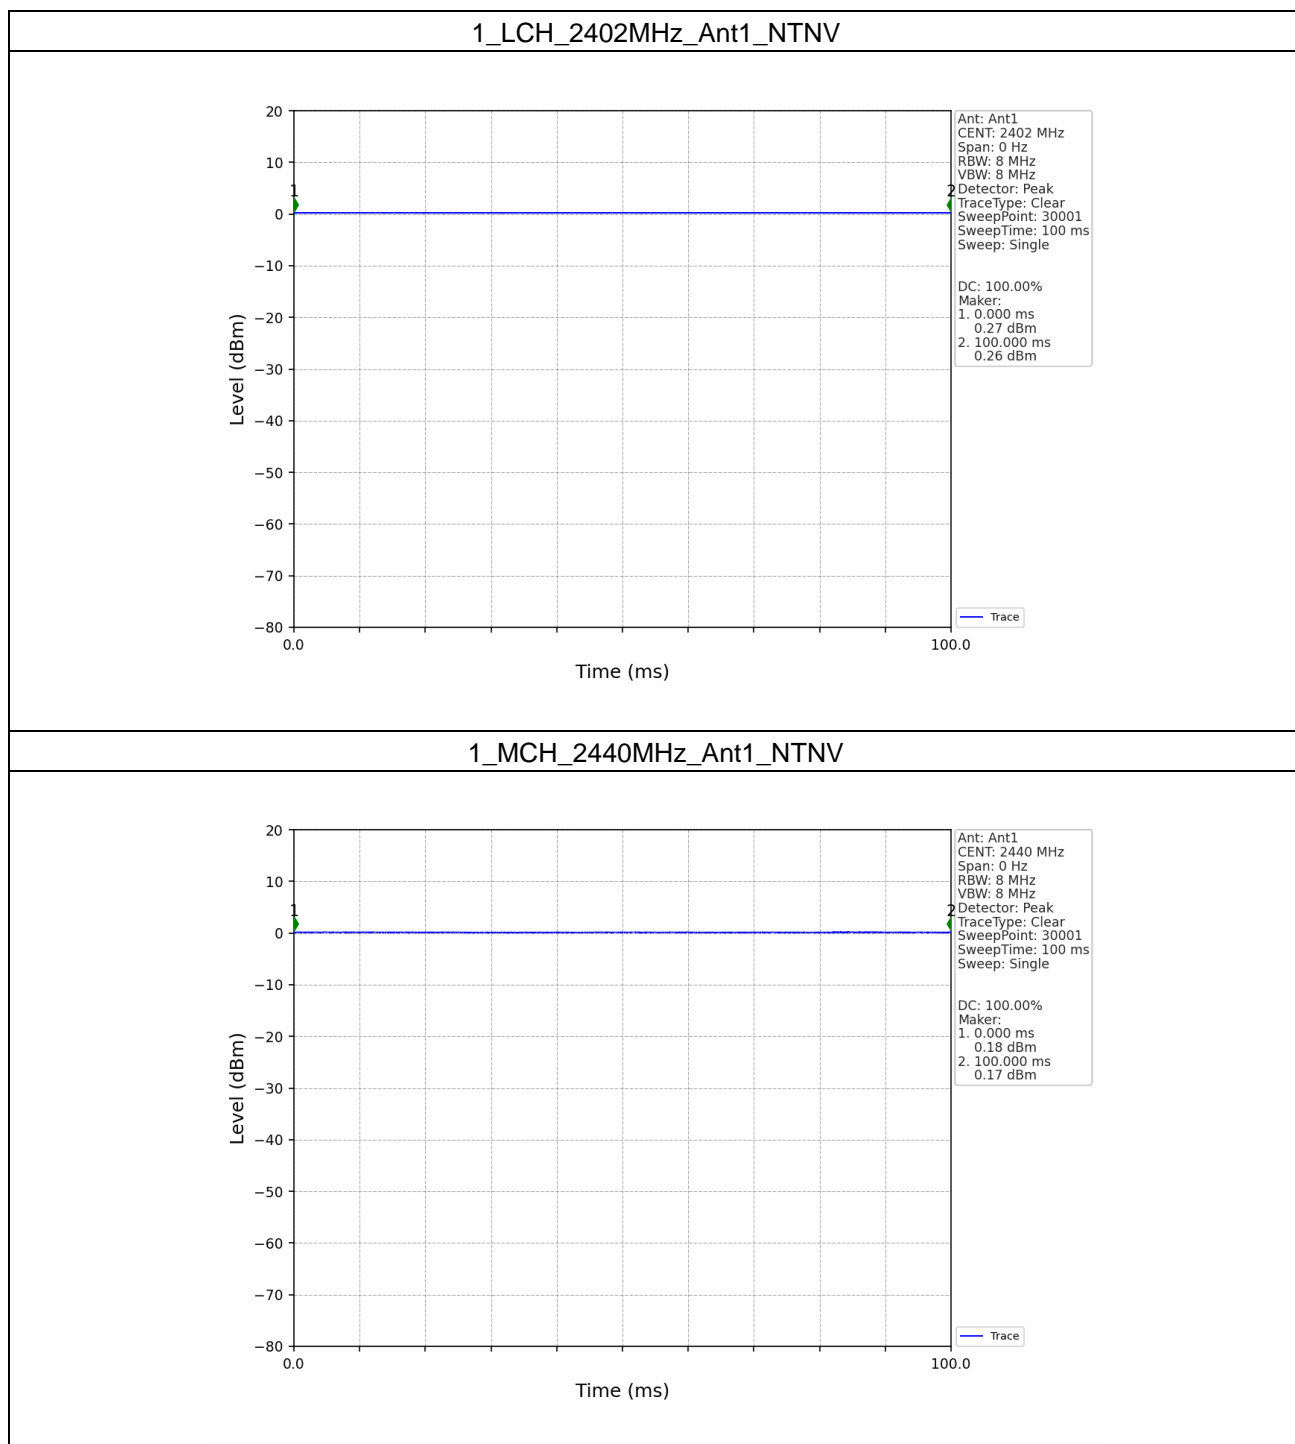 1_LCH_2402MHz_Ant1_NTNV
20
10
0
−10
−20
−30
−40
−50
−60
−70
−80
Level (dBm)
0.0
100.0
Time (ms)
1
2
Ant: Ant1
CENT: 2402 MHz
Span: 0 Hz
RBW: 8 MHz
VBW: 8 MHz
Detector: Peak
TraceType: Clear
SweepPoint: 30001
SweepTime: 100 ms
Sweep: Single
DC: 100.00%
Maker:
1. 0.000 ms
0.27 dBm
2. 100.000 ms
0.26 dBm
Trace
1_MCH_2440MHz_Ant1_NTNV
20
10
0
−10
−20
−30
−40
−50
−60
−70
−80
Level (dBm)
0.0
100.0
Time (ms)
1
2
Ant: Ant1
CENT: 2440 MHz
Span: 0 Hz
RBW: 8 MHz
VBW: 8 MHz
Detector: Peak
TraceType: Clear
SweepPoint: 30001
SweepTime: 100 ms
Sweep: Single
DC: 100.00%
Maker:
1. 0.000 ms
0.18 dBm
2. 100.000 ms
0.17 dBm
Trace